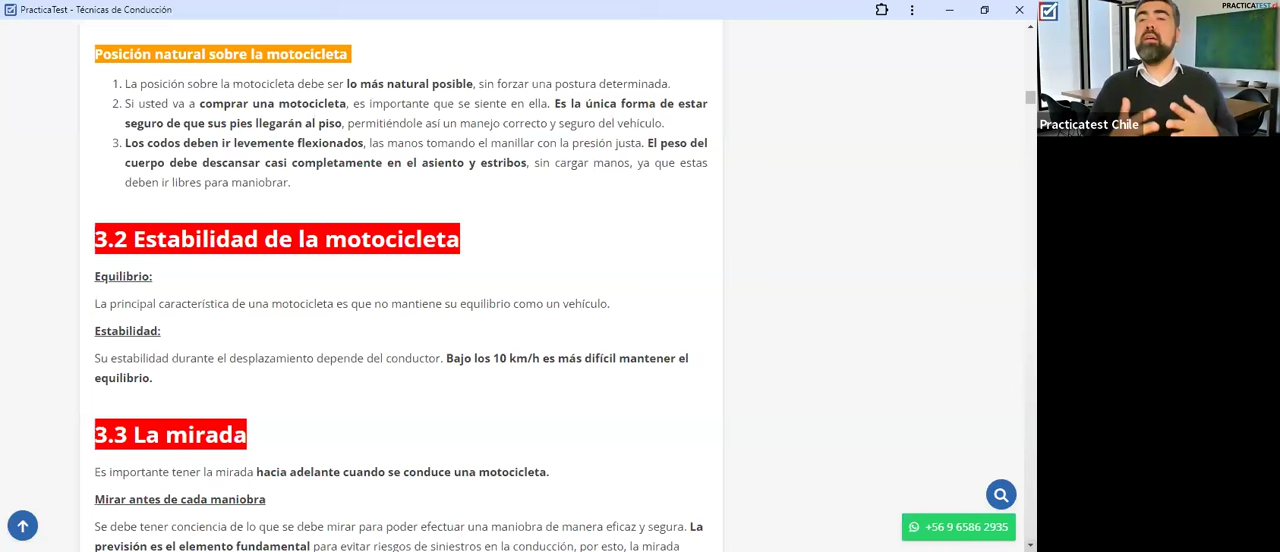 PracticaTest - Técnicas de Conducción
PRACTICATEST
Posición natural sobre la motocicleta
1. La posición sobre la motocicleta debe ser lo más natural posible, sin forzar una postura determinada.
2. Si usted va a comprar una motocicleta, es importante que se siente en ella. Es la única forma de estar
seguro de que sus pies llegarán al piso, permitiéndole así un manejo correcto y seguro del vehículo.
3. Los codos deben ir levemente flexionados, las manos tomando el manillar con la presión justa. El peso del
cuerpo debe descansar casi completamente en el asiento y estribos, sin cargar manos, ya que estas
deben ir libres para maniobrar.
Practicatest Chile
3.2 Estabilidad de la motocicleta
Equilibrio:
La principal característica de una motocicleta es que no mantiene su equilibrio como un vehículo.
Estabilidad:
Su estabilidad durante el desplazamiento depende del conductor. Bajo los 10 km/h es más difícil mantener el
equilibrio.
3.3 La mirada
Es importante tener la mirada hacia adelante cuando se conduce una motocicleta.
Mirar antes de cada maniobra
Se debe tener conciencia de lo que se debe mirar para poder efectuar una maniobra de manera eficaz y segura. La
previsión es el elemento fundamental para evitar riesgos de siniestros en la conducción, por esto, la mirada
+56 9 6586 2935